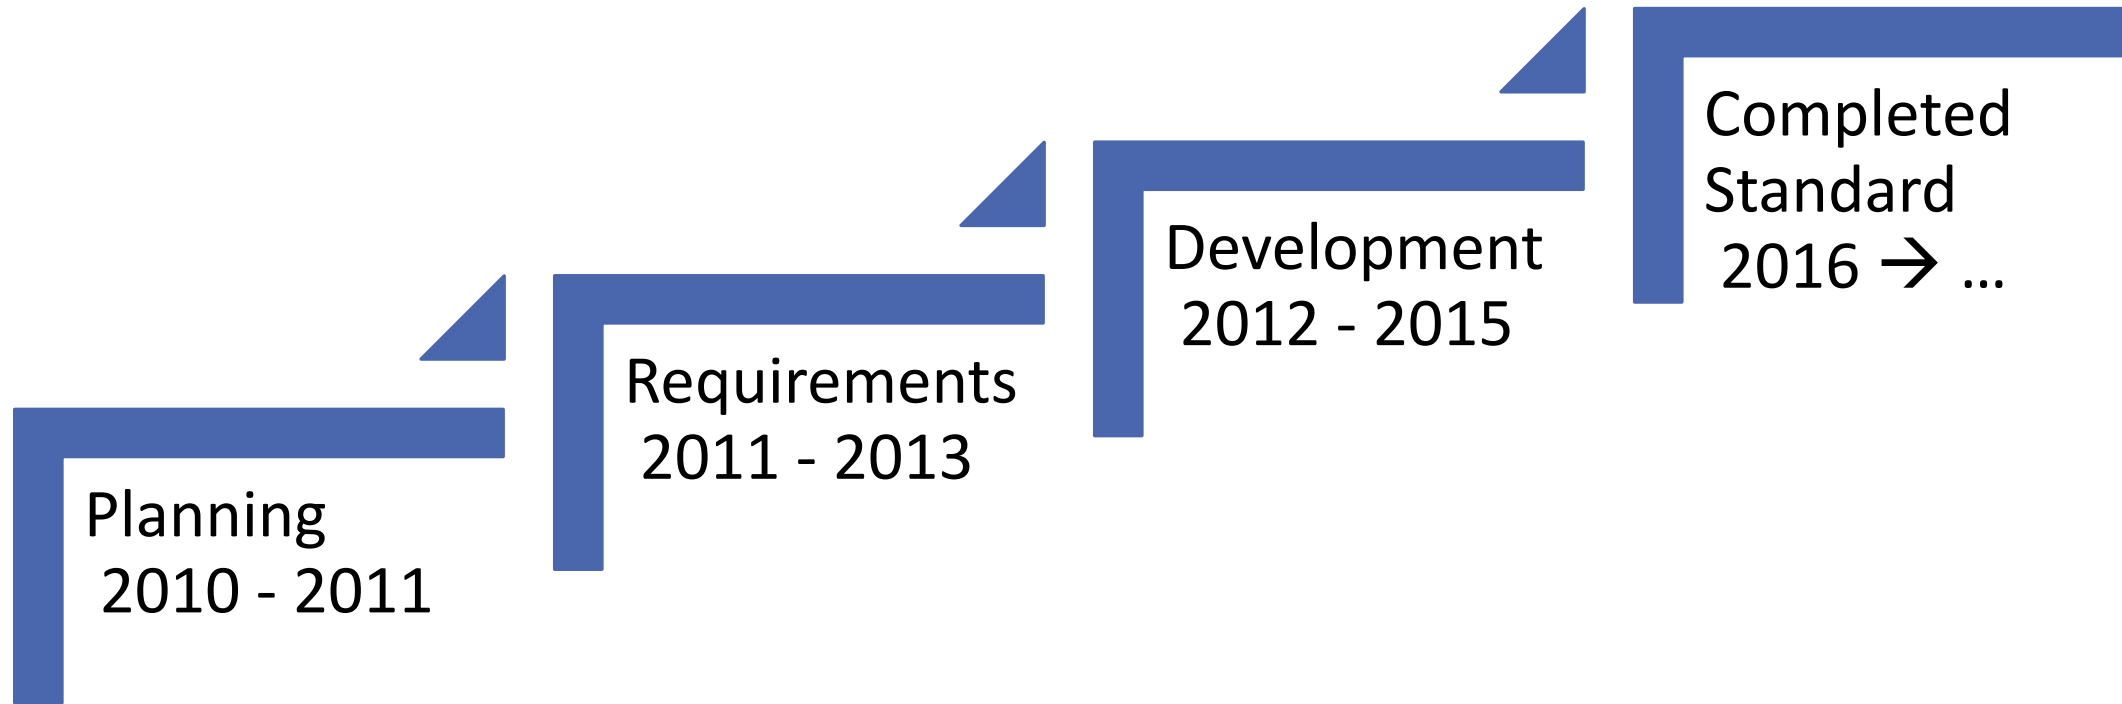 Planning
2010 - 2011
Requirements
2011 - 2013
Development
2012 - 2015
Completed
Standard
2016 → ...